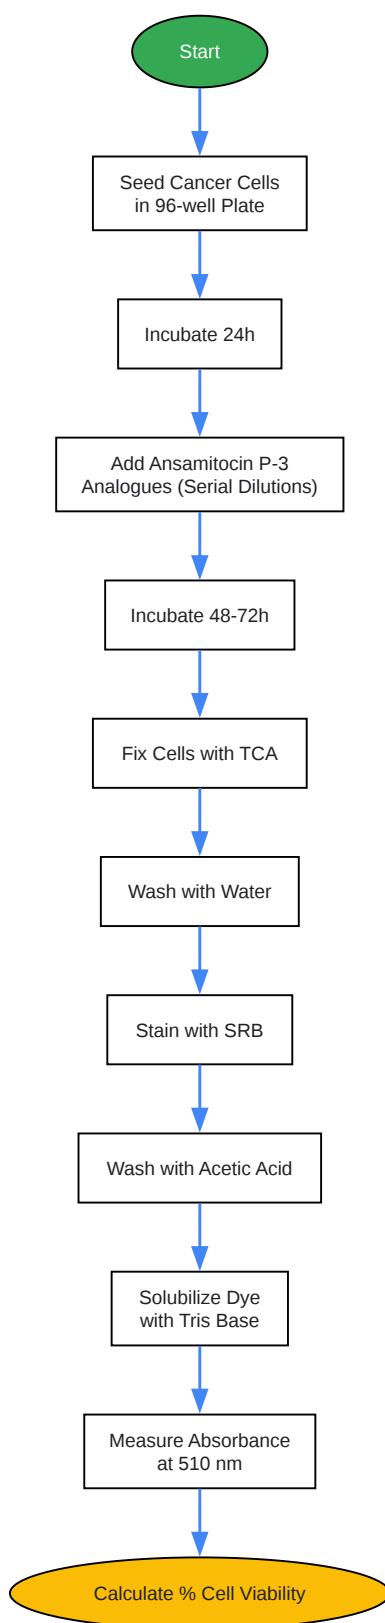 Start
Seed Cancer Cells
in 96-well Plate
Incubate 24h
Add Ansamitocin P-3
Analogues (Serial Dilutions)
Incubate 48-72h
Fix Cells with TCA
Wash with Water
Stain with SRB
Wash with Acetic Acid
Solubilize Dye
with Tris Base
Measure Absorbance
at 510 nm
Calculate % Cell Viability